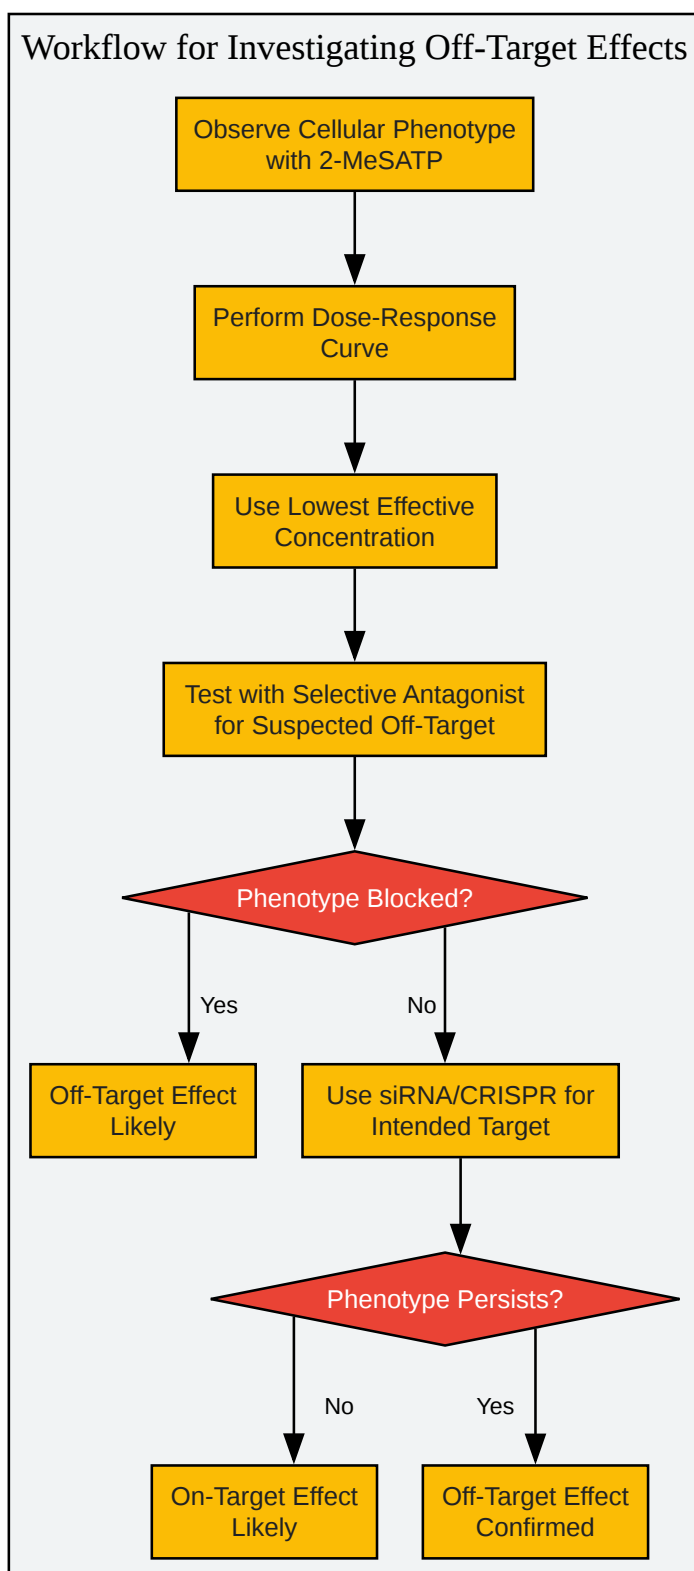 Workflow for Investigating Off-Target Effects
Observe Cellular Phenotype
with 2-MeSATP
Perform Dose-Response
Curve
Use Lowest Effective
Concentration
Test with Selective Antagonist
for Suspected Off-Target
Phenotype Blocked?
Yes
No
Off-Target Effect
Likely
Use siRNA/CRISPR for
Intended Target
Phenotype Persists?
No
Yes
On-Target Effect
Likely
Off-Target Effect
Confirmed